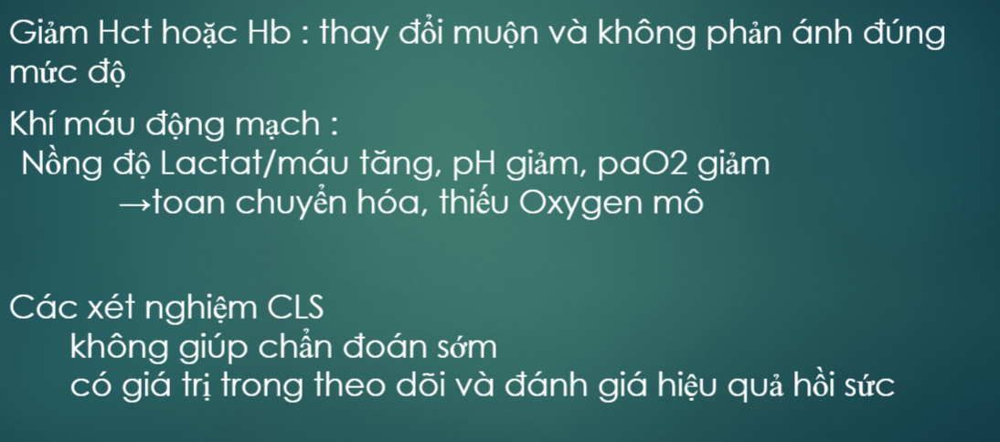 Giảm Hct hoặc Hb : thay đổi muộn và không phản ánh đúng
mức độ
Khí máu động mạch :
Nồng độ Lactat/máu tăng, pH giảm, paO2 giảm
→toan chuyển hóa, thiếu Oxygen mô
Các xét nghiệm CLS
không giúp chẩn đoán sớm
có giá trị trong theo dõi và đánh giá hiệu quả hồi sức